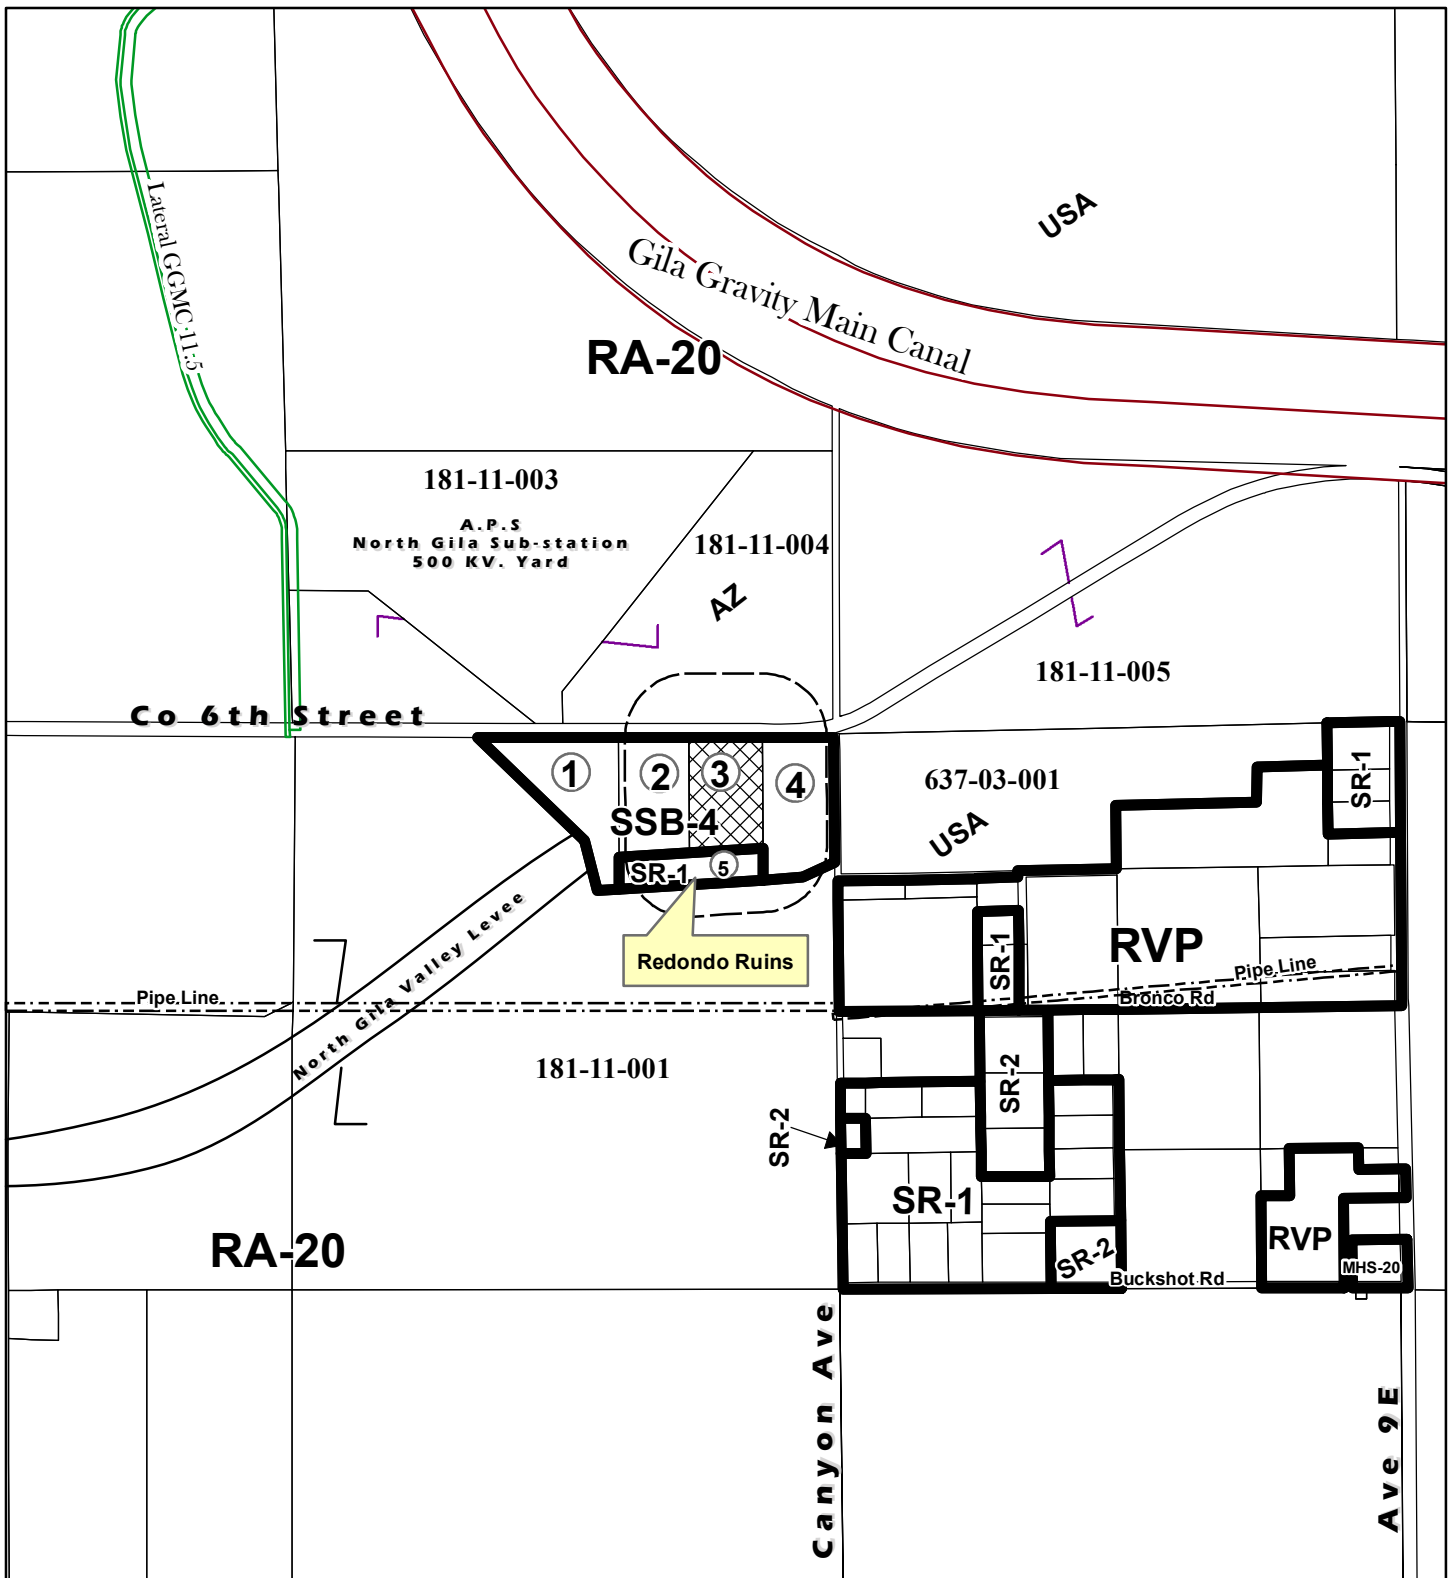 USA
Lateral GGMC 11.5
Gila Gravity Main Canal
RA-20
181-11-003
A.P.S
North Gila Sub-station
500 KV. Yard
181-11-004
AZ
181-11-005
Co 6th Street
1
2
3
4
SSB-4
SR-1
5
637-03-001
USA
SR-1
Redondo Ruins
North Gila Valley Levee
Pipe Line
RVP
SR-1
Pipe Line
Bronco Rd
181-11-001
SR-2
SR-2
SR-1
SR-2
RVP
MHS-20
Buckshot Rd
RA-20
Canyon Ave
Ave 9E